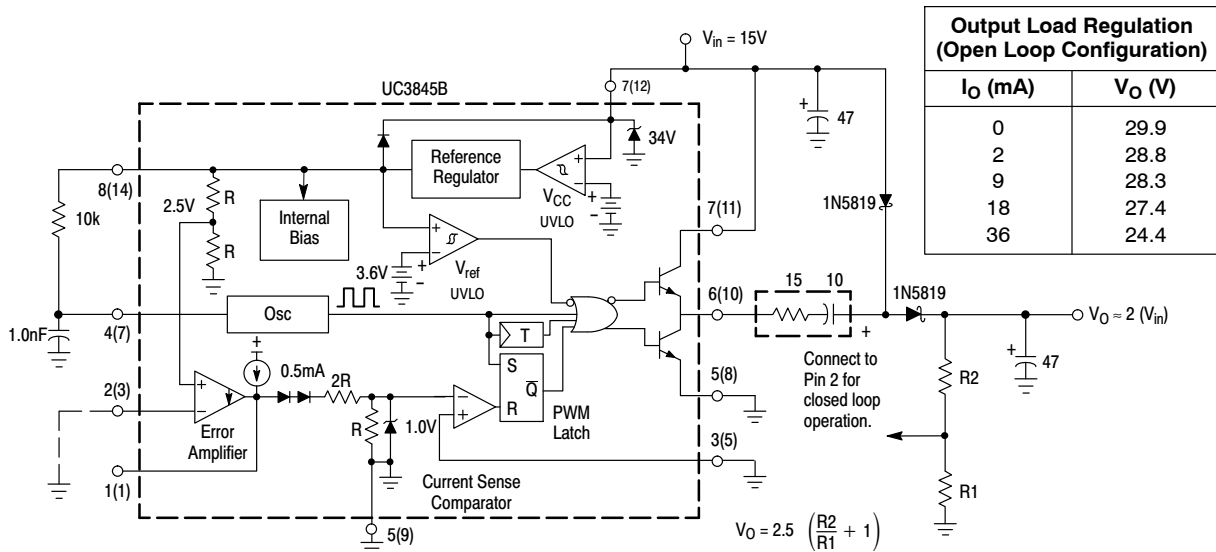 Output Load Regulation
(Open Loop Configuration)
I_O (mA) V_O (V)
0 29.9
2 28.8
9 28.3
18 27.4
36 24.4
V_in = 15V
UC3845B
7(12)
34V
+
47
8(14)
R
Reference
Regulator
+
-
V_CC
UVLO
+
-
10k
2.5V
R
Internal
Bias
1N5819
7(11)
+
-
3.6V
+
-
V_ref
UVLO
15 10
1N5819
6(10)
+
V_O ≈ 2 (V_in)
Osc
T
4(7)
1.0nF
+
0.5mA
S
Q̅
R
PWM
Latch
Connect to
Pin 2 for
closed loop
operation.
R2
+
47
5(8)
2(3)
+
-
2R
-
+
R
1.0V
Error
Amplifier
3(5)
R1
1(1)
Current Sense
Comparator
5(9)
V_O = 2.5 (R2/R1 + 1)